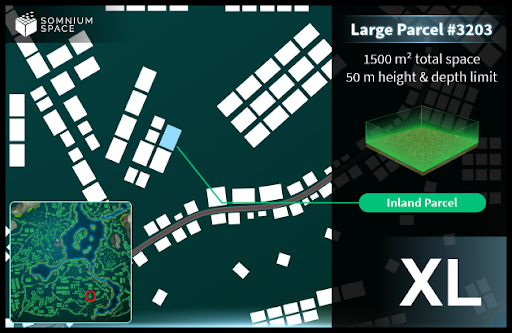 SOMNIUM
SPACE
Large Parcel #3203
1500 m² total space
50 m height & depth limit
Inland Parcel
XL